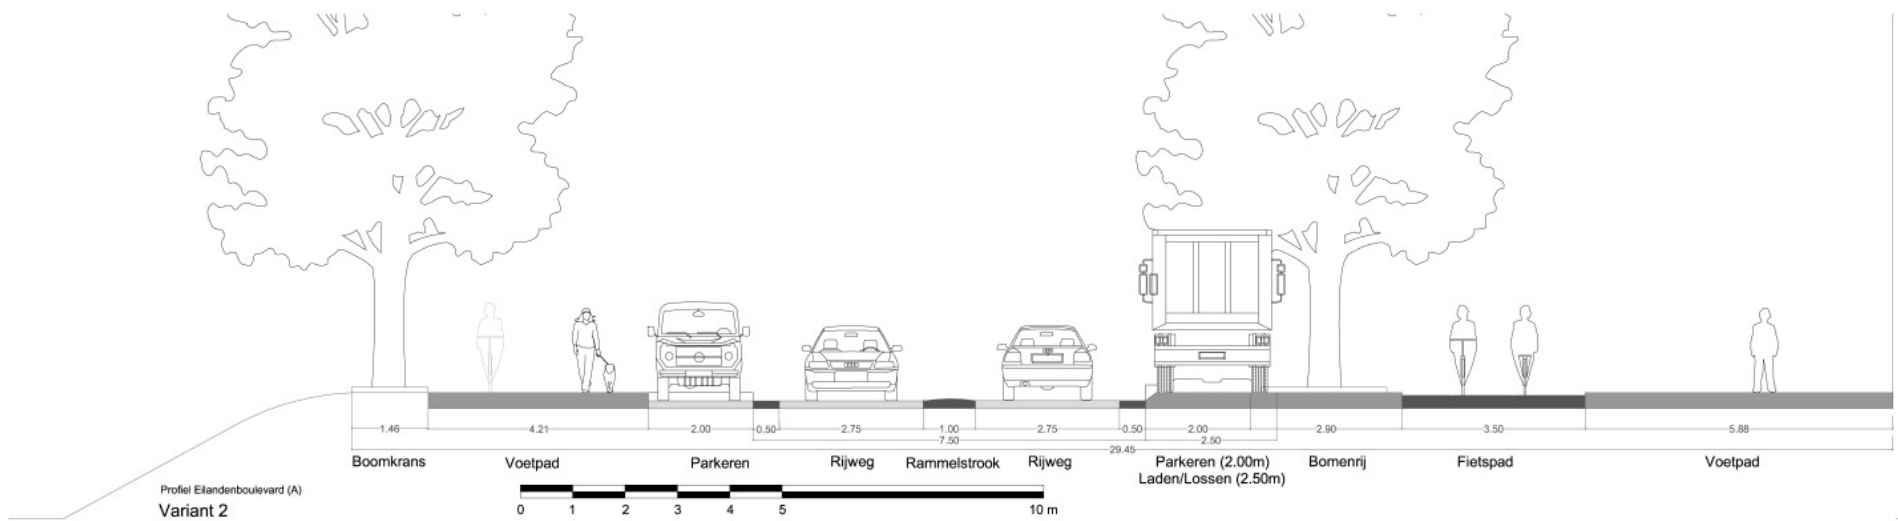 1.46 4.21 2.00 0.50 2.75 1.00 2.75 0.50 2.00 2.90 3.50 5.88
7.50 2.50
29.45
Boomkrans Voetpad Parkeren Rijweg Rammelstrook Rijweg Parkeren (2.00m) Bomenrij Fietspad Voetpad
Laden/Lossen (2.50m)
Profiel Eilandenboulevard (A)
Variant 2
0 1 2 3 4 5 10 m